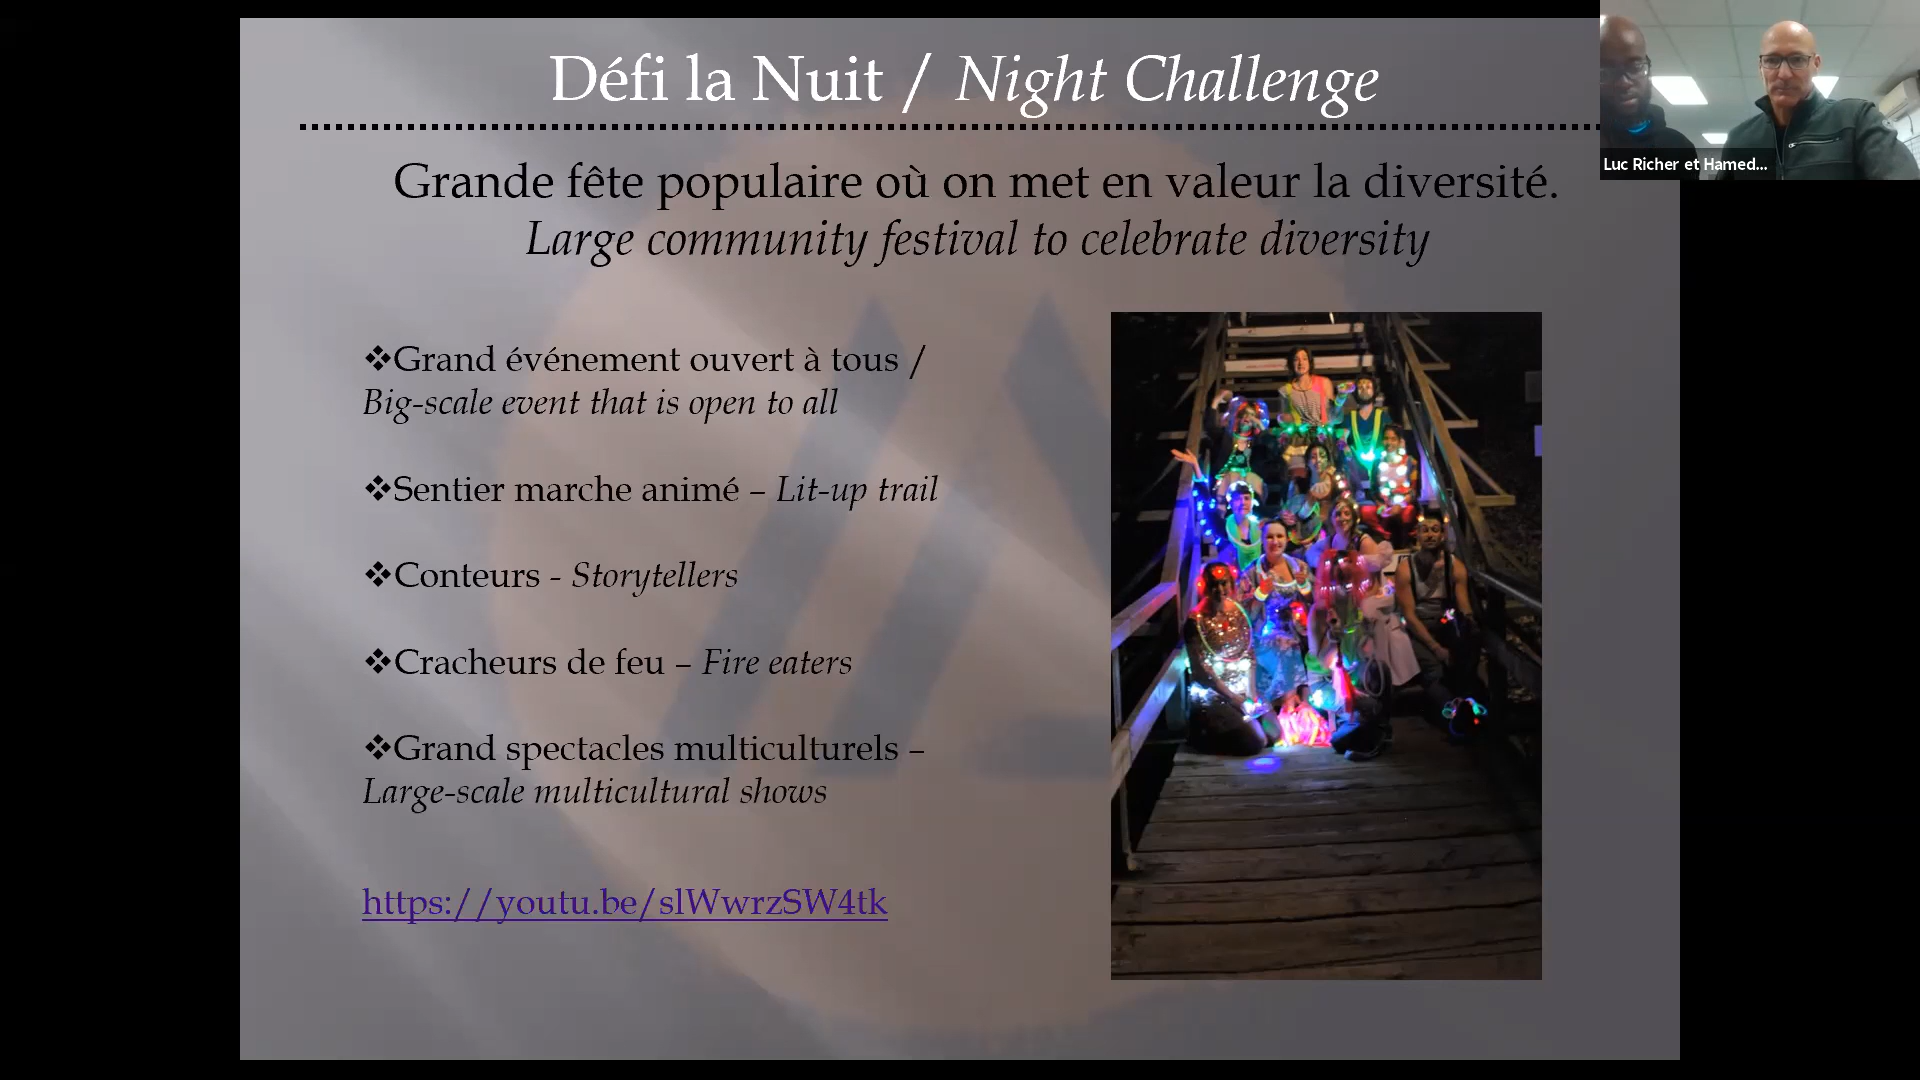 Défi la Nuit / Night Challenge
Grande fête populaire où on met en valeur la diversité.
Large community festival to celebrate diversity
❖Grand événement ouvert à tous /
Big-scale event that is open to all
❖Sentier marche animé – Lit-up trail
❖Conteurs - Storytellers
❖Cracheurs de feu – Fire eaters
❖Grand spectacles multiculturels –
Large-scale multicultural shows
https://youtu.be/slWwrzSW4tk
Luc Richer et Hamed...